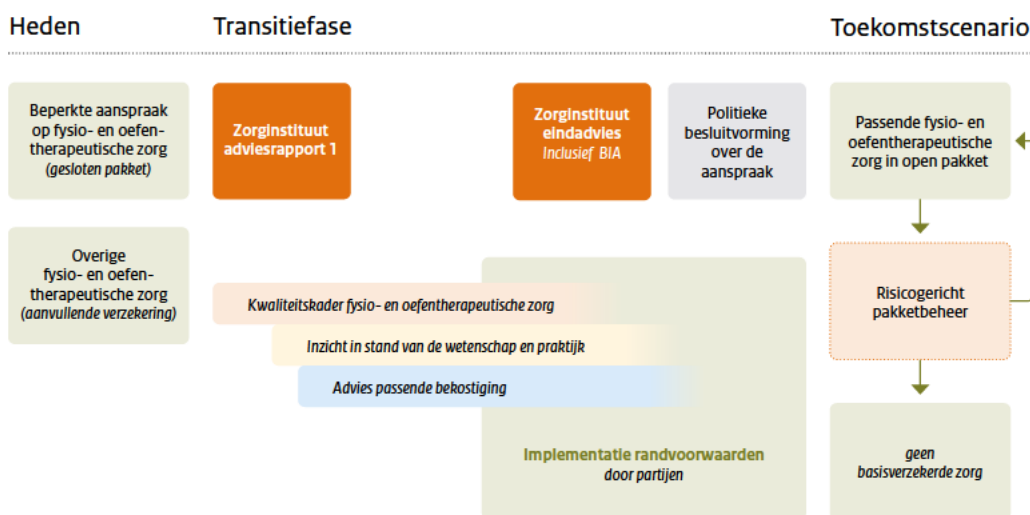 Heden
Transitiefase
Toekomstscenario
Beperkte aanspraak
op fysio- en oefen-
therapeutische zorg
(gesloten pakket)
Zorginstituut
adviesrapport 1
Zorginstituut
eindadvies
Inclusief BIA
Politieke
besluitvorming
over de
aanspraak
Passende fysio- en
oefentherapeutische
zorg in open pakket
Overige
fysio- en oefen-
therapeutische zorg
(aanvullende verzekering)
Kwaliteitskader fysio- en oefentherapeutische zorg
Inzicht in stand van de wetenschap en praktijk
Advies passende bekostiging
Implementatie randvoorwaarden
door partijen
Risicogericht
pakketbeheer
geen
basisverzekerde zorg